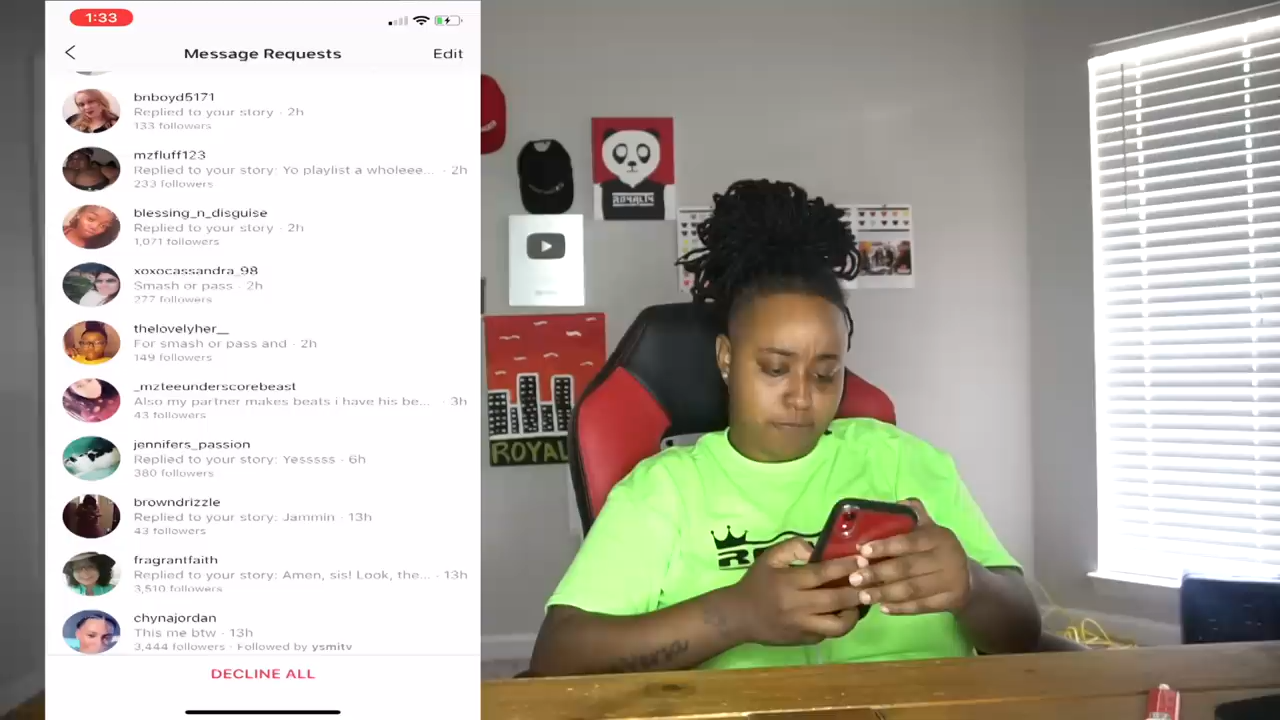 1:33
Message Requests
Edit
bnboyd5171
Replied to your story · 2h
133 followers
mzfluff123
Replied to your story: Yo playlist a wholeee... · 2h
233 followers
blessing_n_disguise
Replied to your story · 2h
1,071 followers
xoxocassandra_98
Smash or pass · 2h
277 followers
thelovelyher__
For smash or pass and · 2h
149 followers
_mzteeunderscorebeast
Also my partner makes beats i have his be... · 3h
43 followers
jennifers_passion
Replied to your story: Yesssss · 6h
380 followers
browndrizzle
Replied to your story: Jammin · 13h
43 followers
fragrantfaith
Replied to your story: Amen, sis! Look, the... · 13h
3,510 followers
chynajordan
This me btw · 13h
3,444 followers · Followed by ysmitv
DECLINE ALL
ROYAL